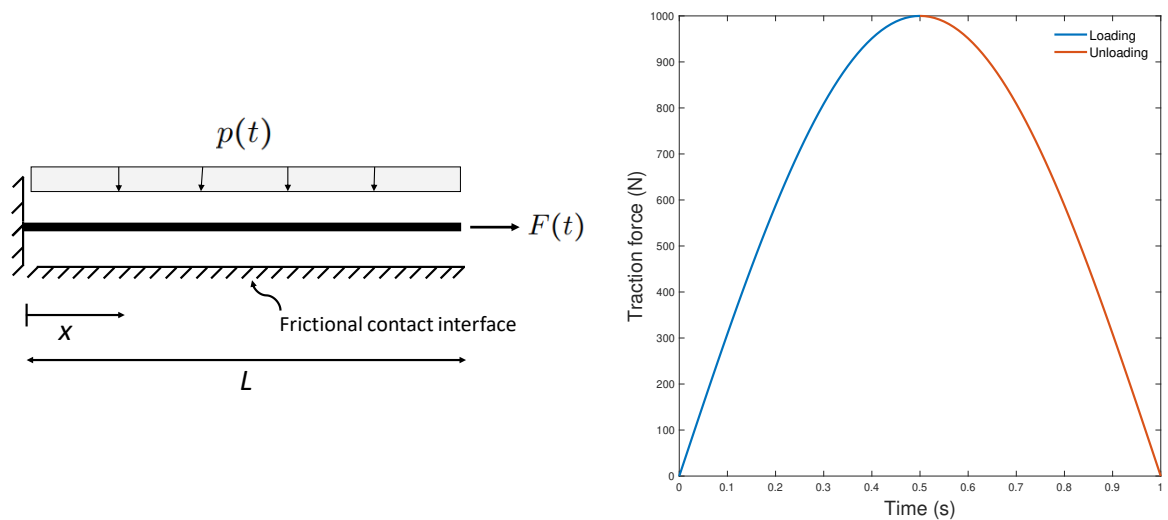 p(t)
F(t)
Frictional contact interface
x
L
Traction force (N)
1000
900
800
700
600
500
400
300
200
100
0
0
0.1
0.2
0.3
0.4
0.5
0.6
0.7
0.8
0.9
1
Time (s)
Loading
Unloading